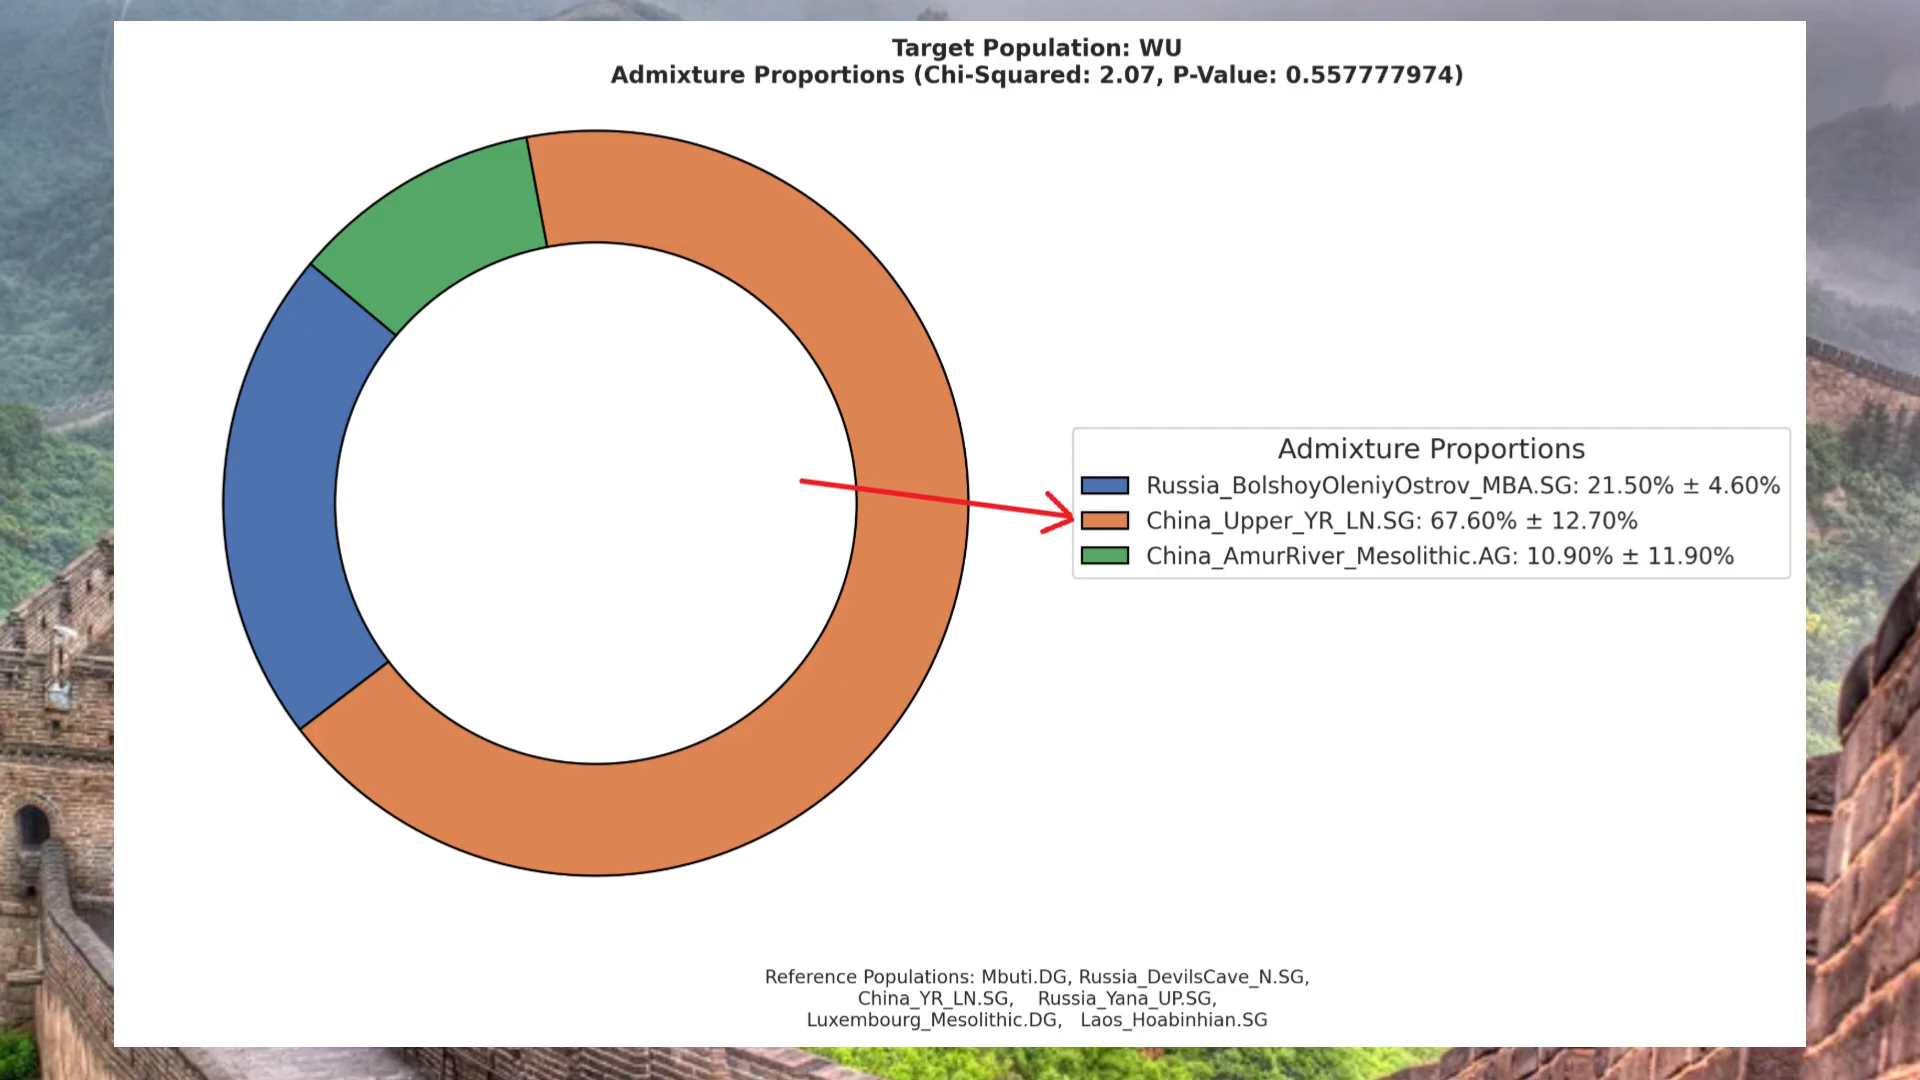 Target Population: WU
Admixture Proportions (Chi-Squared: 2.07, P-Value: 0.557777974)
Admixture Proportions
Russia_BolshoyOleniyOstrov_MBA.SG: 21.50% ± 4.60%
China_Upper_YR_LN.SG: 67.60% ± 12.70%
China_AmurRiver_Mesolithic.AG: 10.90% ± 11.90%
Reference Populations: Mbuti.DG, Russia_DevilsCave_N.SG,
China_YR_LN.SG, Russia_Yana_UP.SG,
Luxembourg_Mesolithic.DG, Laos_Hoabinhian.SG